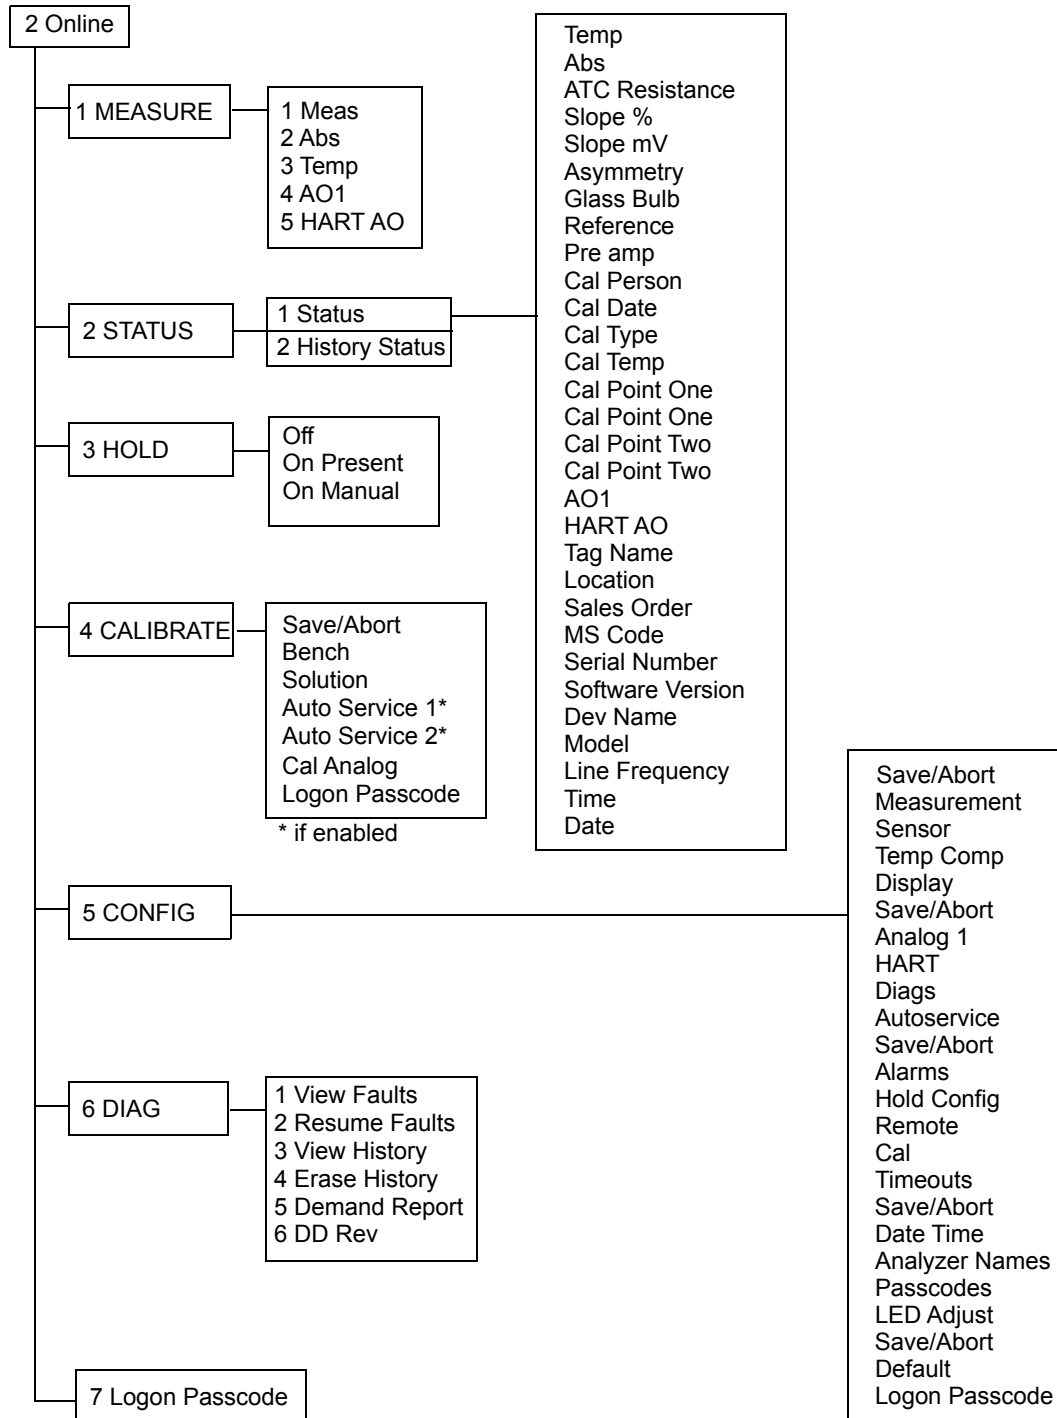 2 Online
1 MEASURE
1 Meas
2 Abs
3 Temp
4 AO1
5 HART AO
2 STATUS
1 Status
2 History Status
Temp
Abs
ATC Resistance
Slope %
Slope mV
Asymmetry
Glass Bulb
Reference
Pre amp
Cal Person
Cal Date
Cal Type
Cal Temp
Cal Point One
Cal Point One
Cal Point Two
Cal Point Two
AO1
HART AO
Tag Name
Location
Sales Order
MS Code
Serial Number
Software Version
Dev Name
Model
Line Frequency
Time
Date
3 HOLD
Off
On Present
On Manual
4 CALIBRATE
Save/Abort
Bench
Solution
Auto Service 1*
Auto Service 2*
Cal Analog
Logon Passcode
* if enabled
5 CONFIG
Save/Abort
Measurement
Sensor
Temp Comp
Display
Save/Abort
Analog 1
HART
Diags
Autoservice
Save/Abort
Alarms
Hold Config
Remote
Cal
Timeouts
Save/Abort
Date Time
Analyzer Names
Passcodes
LED Adjust
Save/Abort
Default
Logon Passcode
6 DIAG
1 View Faults
2 Resume Faults
3 View History
4 Erase History
5 Demand Report
6 DD Rev
7 Logon Passcode